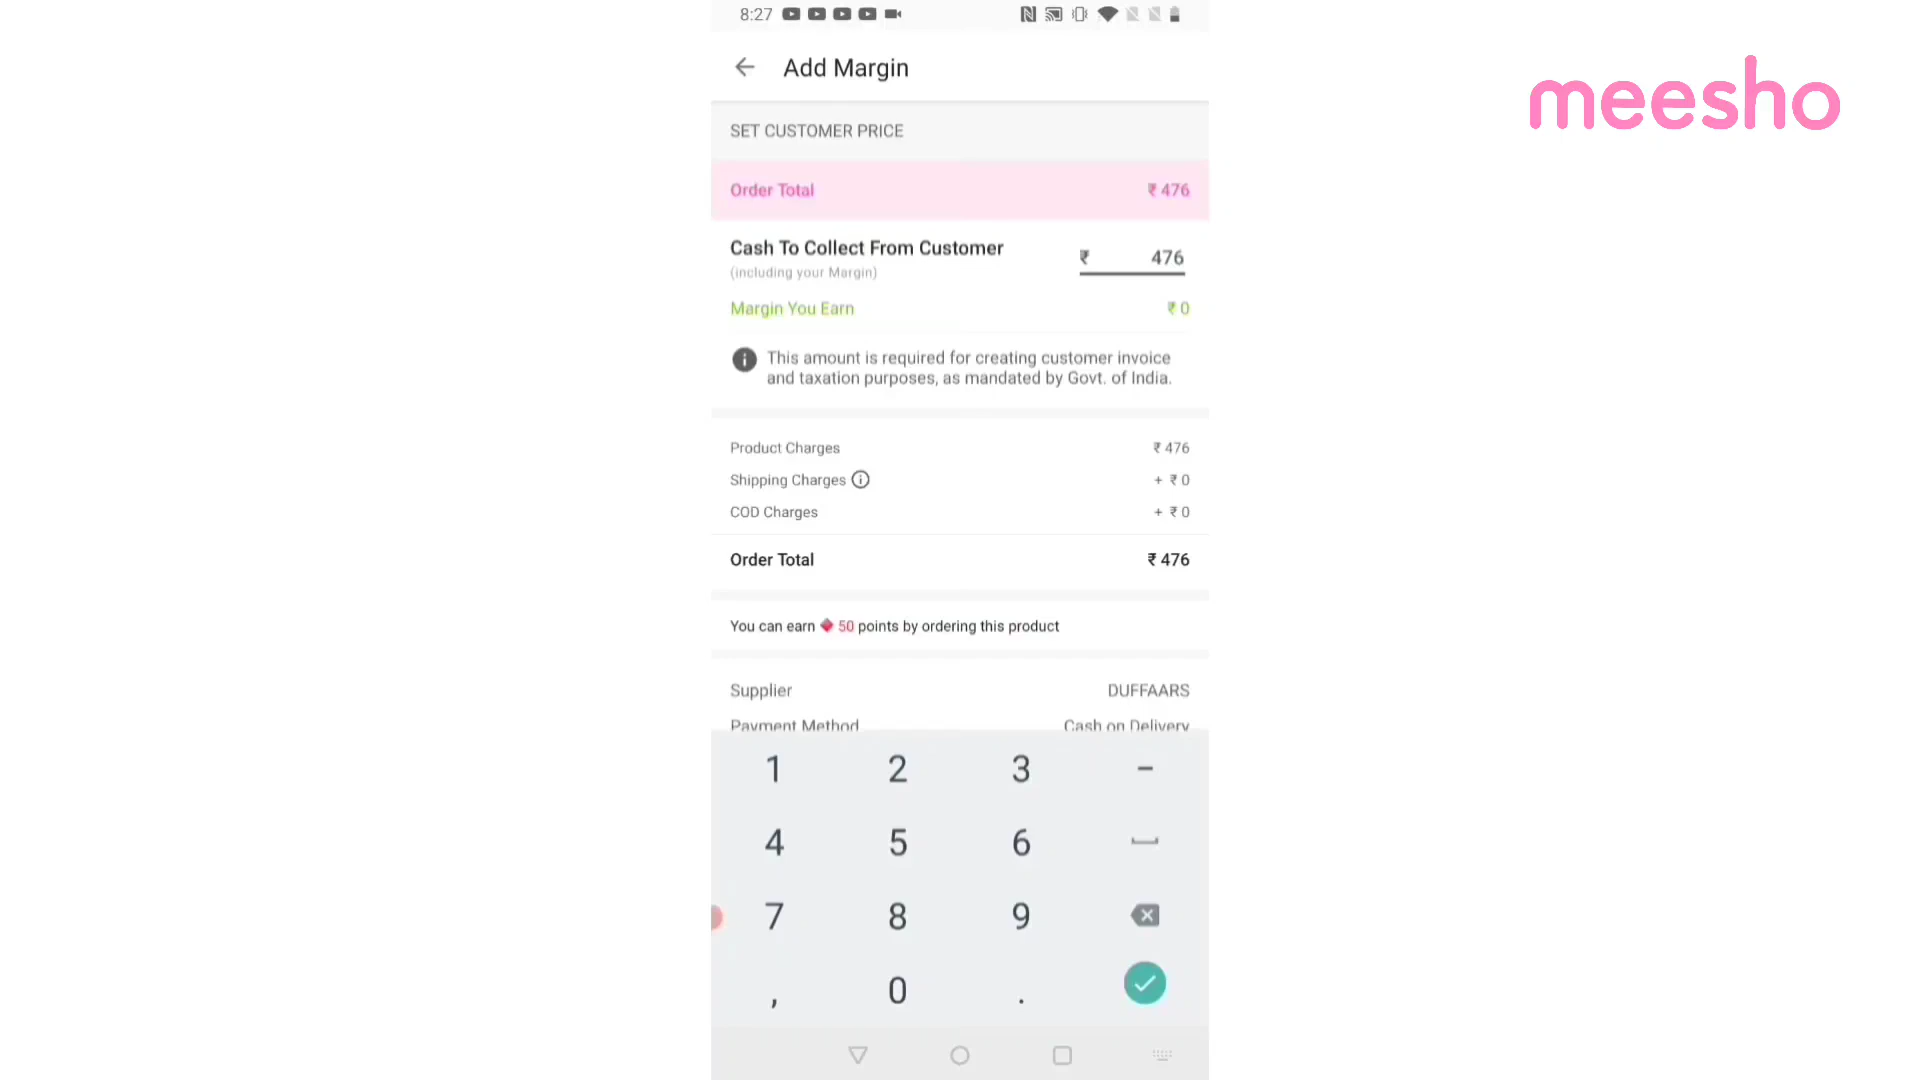 8:27
Add Margin
meesho
SET CUSTOMER PRICE
Order Total ₹ 476
Cash To Collect From Customer ₹ 476
(including your Margin)
Margin You Earn ₹ 0
This amount is required for creating customer invoice
and taxation purposes, as mandated by Govt. of India.
Product Charges ₹ 476
Shipping Charges + ₹ 0
COD Charges + ₹ 0
Order Total ₹ 476
You can earn 50 points by ordering this product
Supplier DUFFAARS
Payment Method Cash on Delivery
1 2 3 -
4 5 6
7 8 9
, 0 .